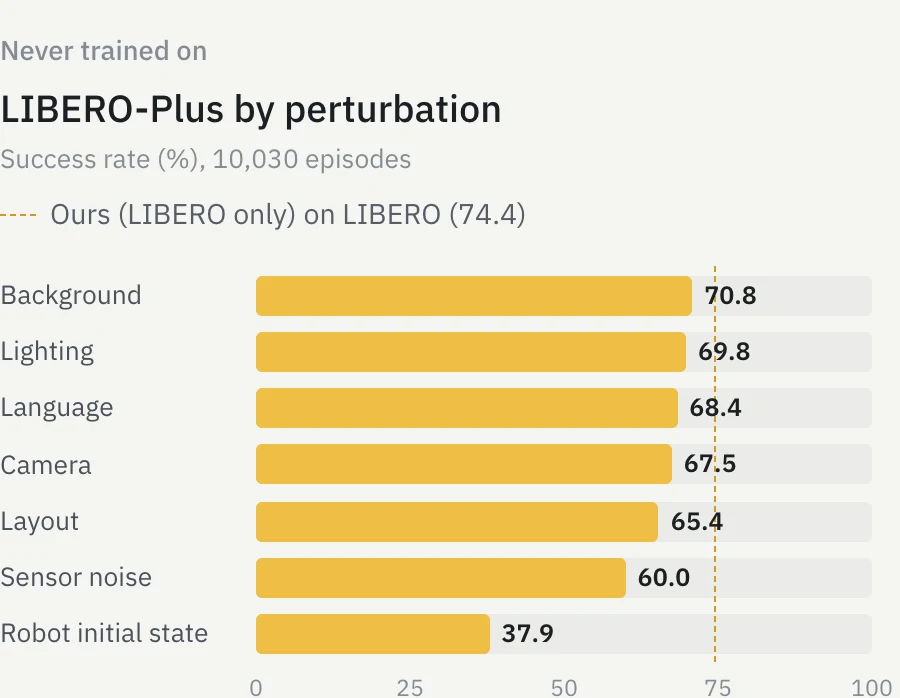 Never trained on
LIBERO-Plus by perturbation
Success rate (%), 10,030 episodes
Ours (LIBERO only) on LIBERO (74.4)
Background 70.8
Lighting 69.8
Language 68.4
Camera 67.5
Layout 65.4
Sensor noise 60.0
Robot initial state 37.9
0 25 50 75 100